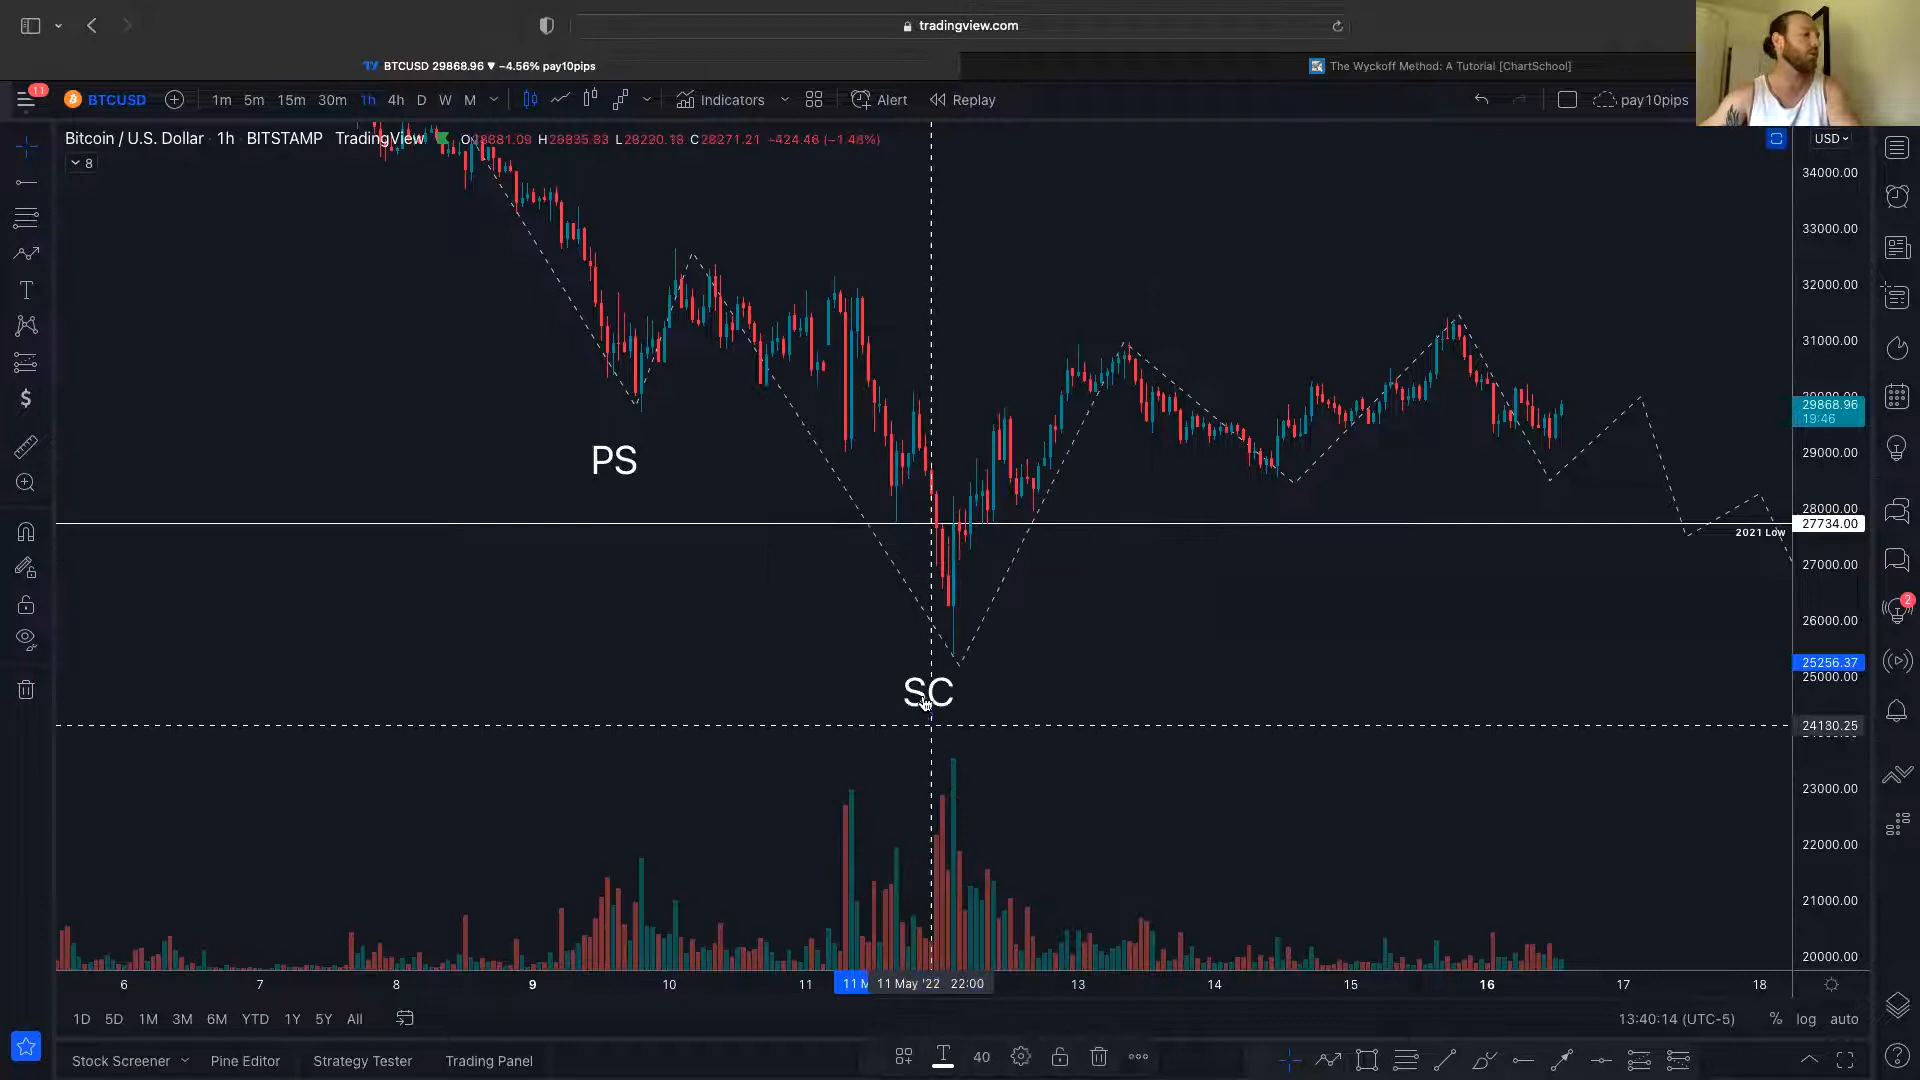 tradingview.com
BTCUSD 29868.96 ▼ −4.56% pay10pips
The Wyckoff Method: A Tutorial [ChartSchool]
11
BTCUSD 1m 5m 15m 30m 1h 4h D W M Indicators Alert Replay pay10pips
Bitcoin / U.S. Dollar · 1h · BITSTAMP TradingView H28835.83 L28220.18 C28271.21 −424.46 (−1.48%)
USD
8
34000.00
33000.00
32000.00
31000.00
29868.96
19:46
29000.00
28000.00
27734.00
2021 Low
27000.00
26000.00
25256.37
25000.00
24130.25
23000.00
22000.00
21000.00
20000.00
PS
SC
2
6 7 8 9 10 11 11 M 11 May '22 22:00 13 14 15 16 17 18
1D 5D 1M 3M 6M YTD 1Y 5Y All 13:40:14 (UTC-5) % log auto
Stock Screener Pine Editor Strategy Tester Trading Panel 40